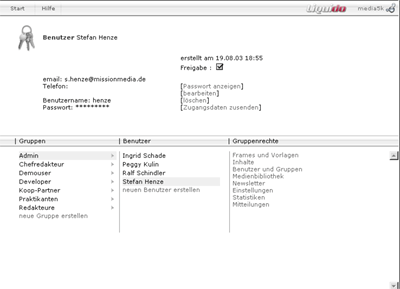 Start Hilfe Liquido media5k
Benutzer Stefan Henze
erstellt am 19.08.03 18:55
Freigabe :
email: s.henze@missionmedia.de
Telefon: [Passwort anzeigen]
[bearbeiten]
Benutzername: henze [löschen]
Passwort: ********* [Zugangsdaten zusenden]
Gruppen Benutzer Gruppenrechte
Admin
Chefredakteur
Demouser
Developer
Koop-Partner
Praktikanten
Redakteure
neue Gruppe erstellen
Ingrid Schade
Peggy Kulin
Ralf Schindler
Stefan Henze
neuen Benutzer erstellen
Frames und Vorlagen
Inhalte
Benutzer und Gruppen
Medienbibliothek
Newsletter
Einstellungen
Statistiken
Mitteilungen